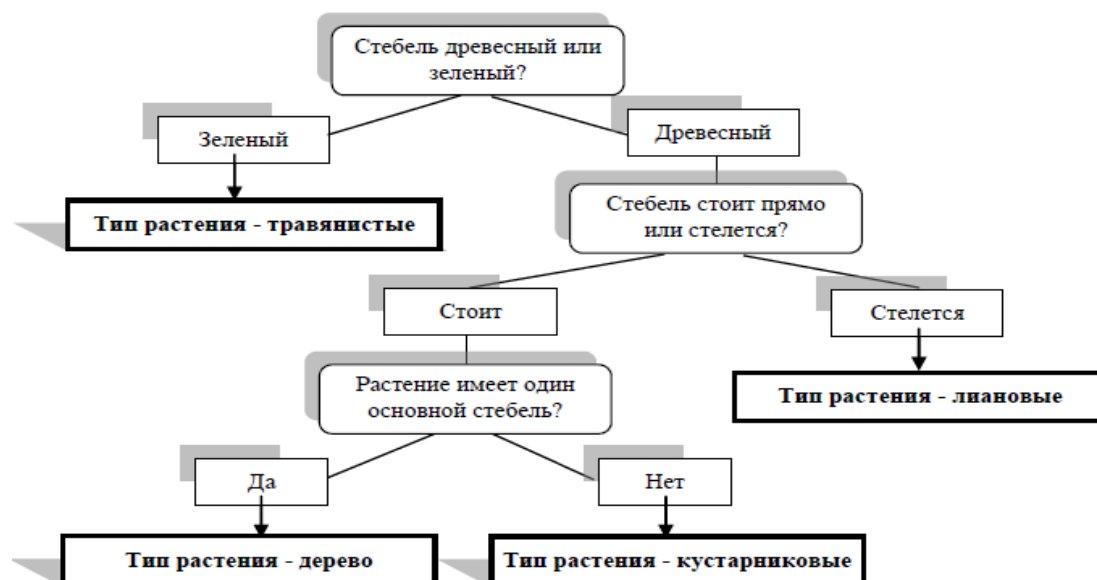 Стебель древесный или
зеленый?
Зеленый
Древесный
Тип растения - травянистые
Стебель стоит прямо
или стелется?
Стоит
Стелется
Растение имеет один
основной стебель?
Тип растения - лиановые
Да
Нет
Тип растения - дерево
Тип растения - кустарниковые